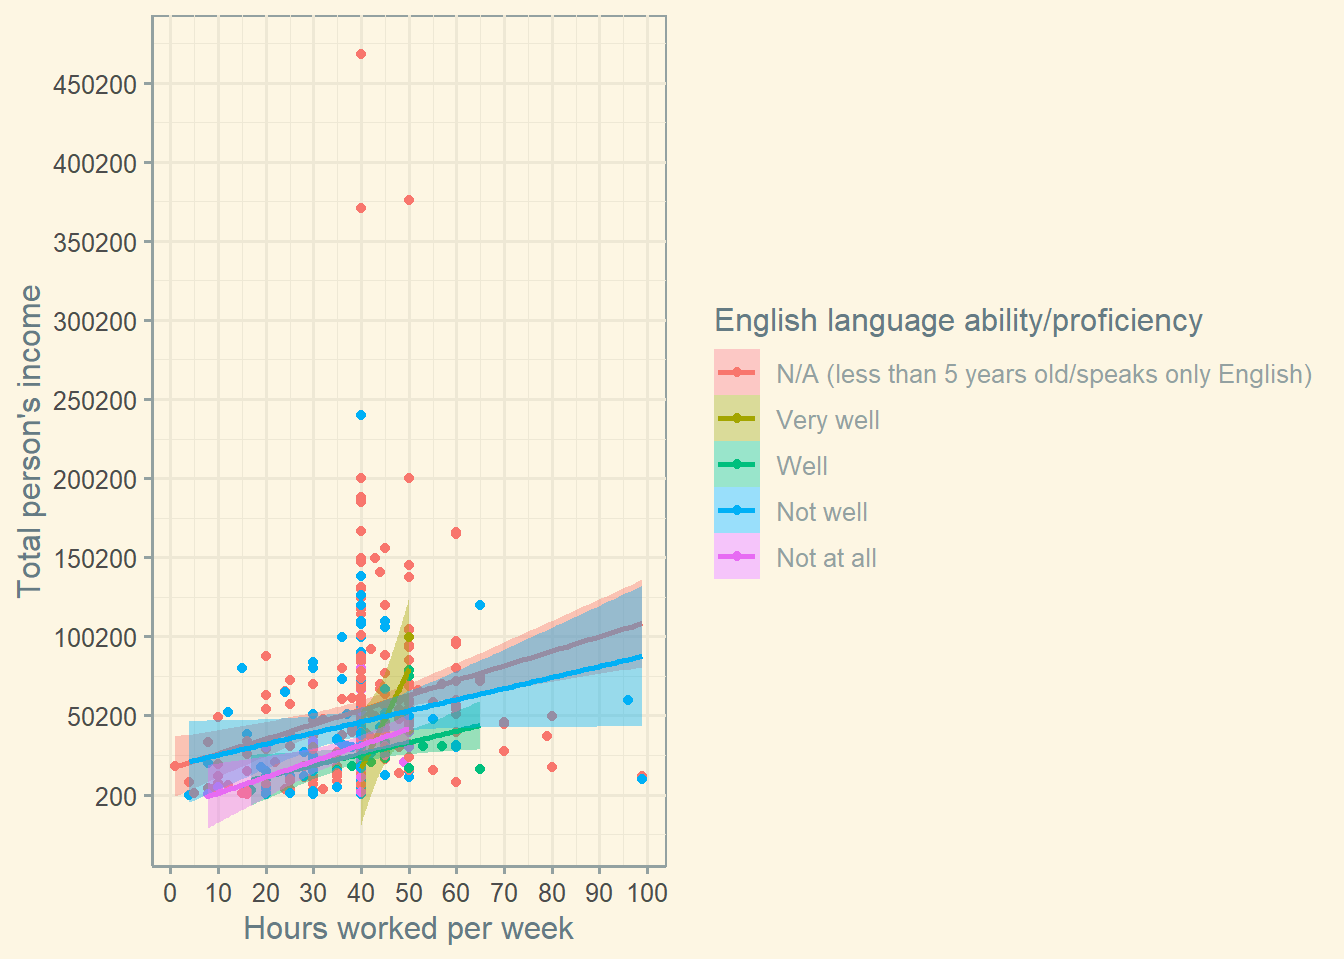 450200
400200
350200
300200
250200
200200
150200
100200
50200
200
Total person's income
0 10 20 30 40 50 60 70 80 90 100
Hours worked per week
English language ability/proficiency
N/A (less than 5 years old/speaks only English)
Very well
Well
Not well
Not at all